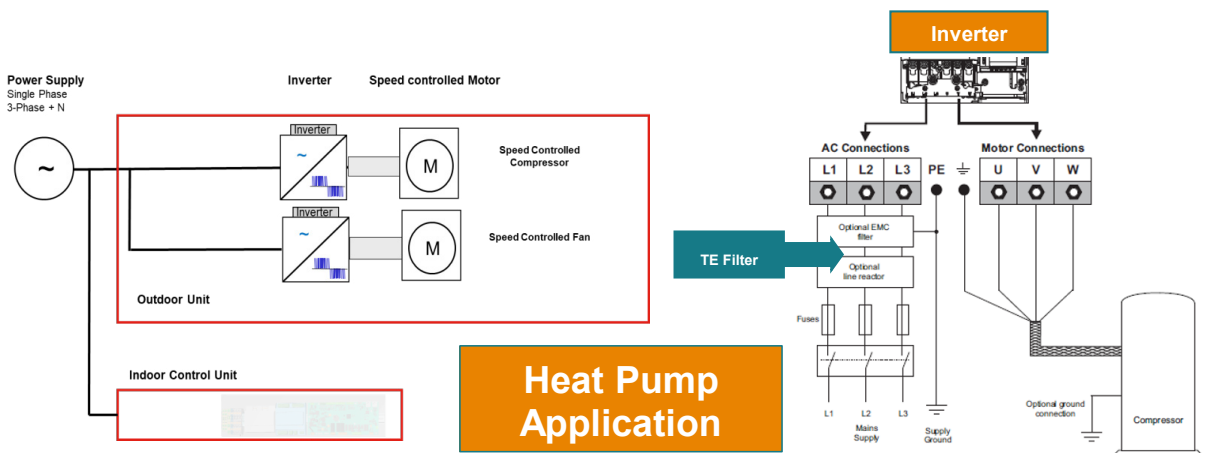 Inverter
Power Supply
Single Phase
3-Phase + N
Inverter
Speed controlled Motor
Inverter
M
Speed Controlled
Compressor
Inverter
M
Speed Controlled Fan
Outdoor Unit
Indoor Control Unit
Heat Pump
Application
TE Filter
AC Connections
Motor Connections
L1 L2 L3 PE U V W
Optional EMC
filter
Optional
line reactor
Fuses
L1 L2 L3
Mains
Supply
Supply
Ground
Optional ground
connection
Compressor